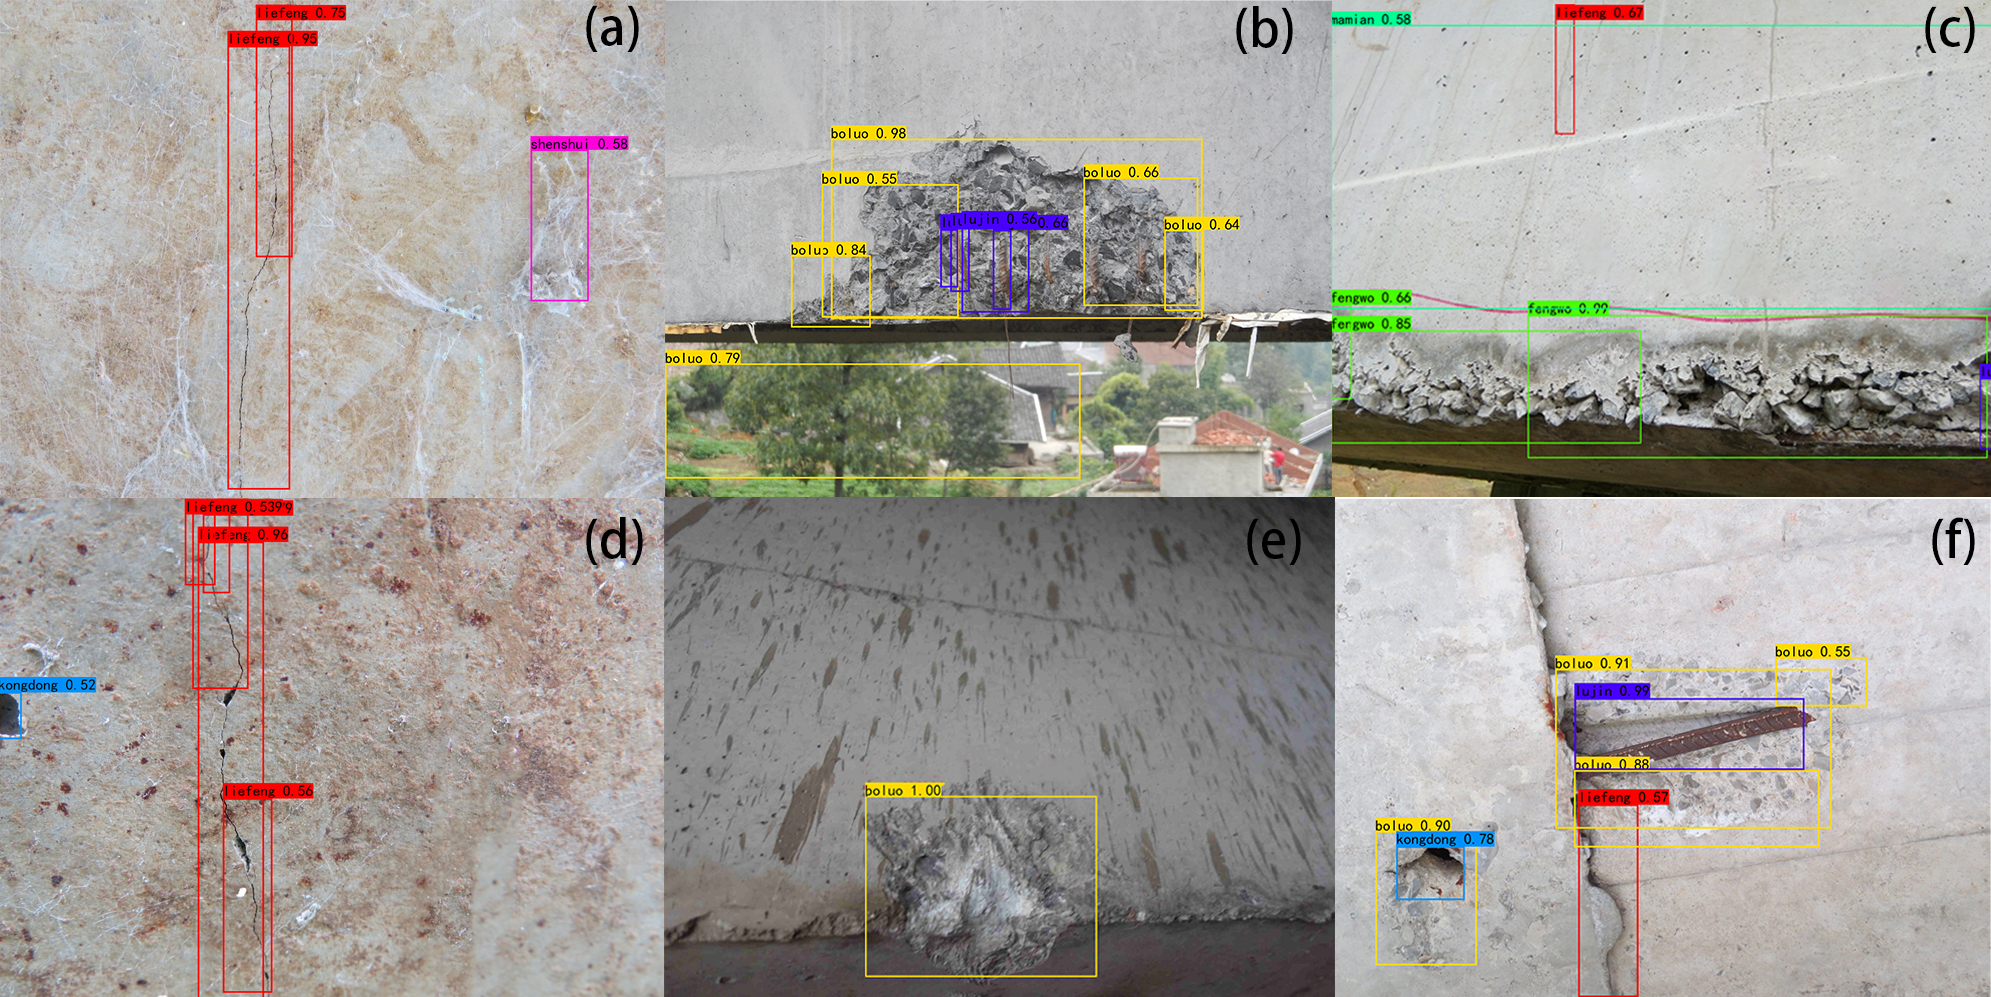 liefeng 0.75
liefeng 0.95
(a)
shenshui 0.58
(b)
boluo 0.98
boluo 0.55
boluo 0.66
lujin 0.56
0.66
boluo 0.64
boluo 0.84
boluo 0.79
mamian 0.58
liefeng 0.67
(c)
fengwo 0.66
fengwo 0.99
fengwo 0.85
liefeng 0.53
liefeng 0.96
(d)
kongdong 0.52
liefeng 0.56
(e)
boluo 1.00
(f)
boluo 0.55
boluo 0.91
lujin 0.99
boluo 0.88
liefeng 0.57
boluo 0.90
kongdong 0.78